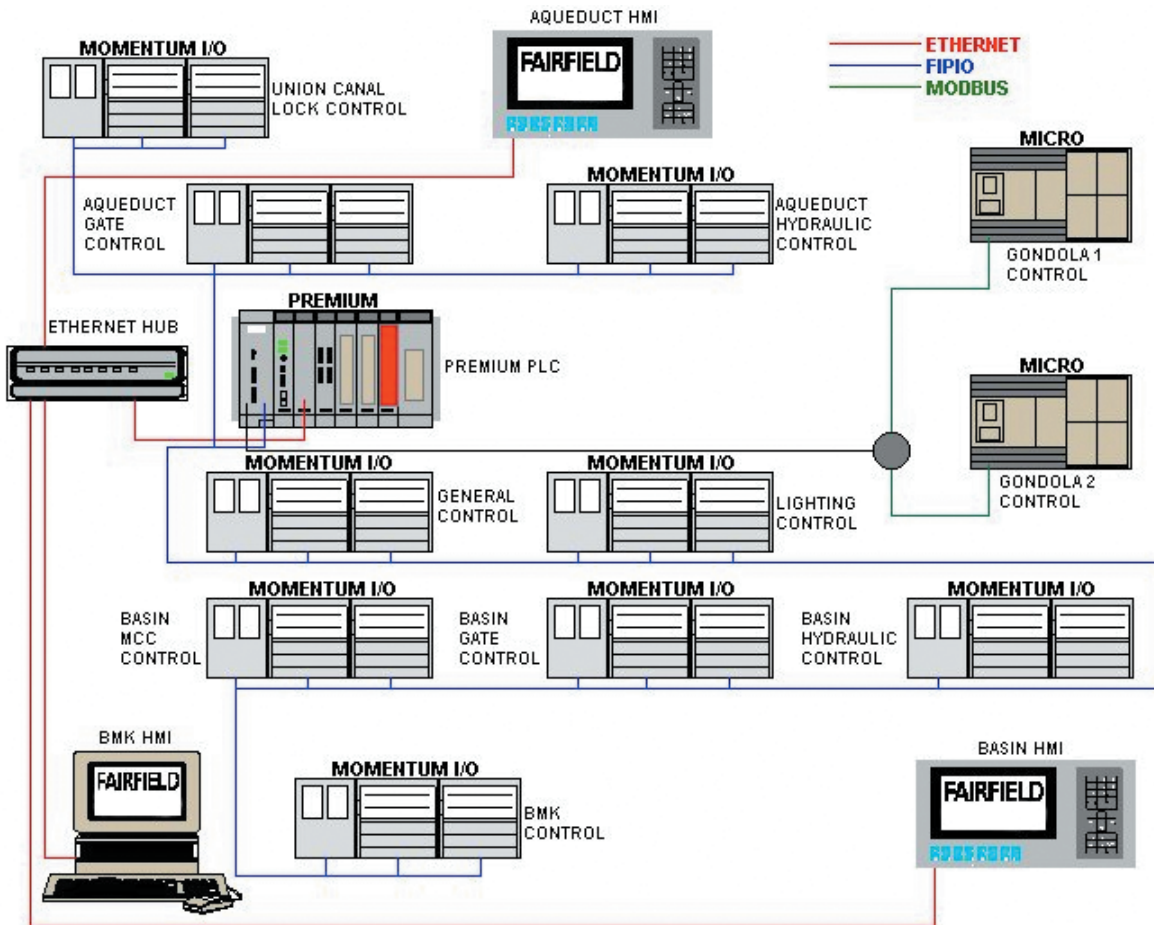 AQUEDUCT HMI
MOMENTUM I/O
FAIRFIELD
ETHERNET
FIPIO
MODBUS
UNION CANAL
LOCK CONTROL
MICRO
MOMENTUM I/O
AQUEDUCT
GATE
CONTROL
AQUEDUCT
HYDRAULIC
CONTROL
GONDOLA 1
CONTROL
PREMIUM
ETHERNET HUB
PREMIUM PLC
MICRO
MOMENTUM I/O
MOMENTUM I/O
GENERAL
CONTROL
LIGHTING
CONTROL
GONDOLA 2
CONTROL
MOMENTUM I/O
MOMENTUM I/O
MOMENTUM I/O
BASIN
MCC
CONTROL
BASIN
GATE
CONTROL
BASIN
HYDRAULIC
CONTROL
BMK HMI
FAIRFIELD
MOMENTUM I/O
BMK
CONTROL
BASIN HMI
FAIRFIELD